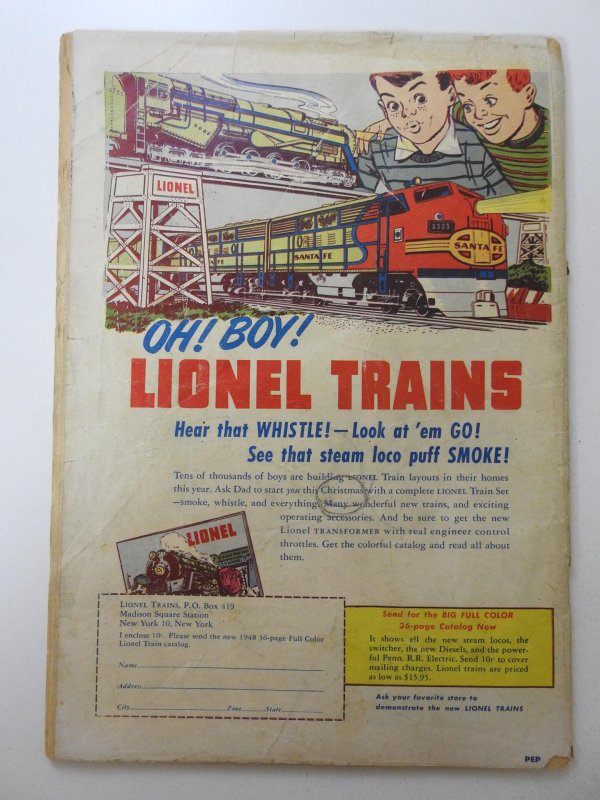 LIONEL
2333
SANTA FE
SANTA FE
OH! BOY!
LIONEL TRAINS
Hear that WHISTLE!—Look at 'em GO!
See that steam loco puff SMOKE!
Tens of thousands of boys are building LIONEL Train layouts in their homes
this year. Ask Dad to start you this Christmas with a complete LIONEL Train Set
—smoke, whistle, and everything. Many wonderful new trains, and exciting
operating accessories. And be sure to get the new
Lionel TRANSFORMER with real engineer control
throttles. Get the colorful catalog and read all about
them.
LIONEL
LIONEL TRAINS, P.O. Box 419
Madison Square Station
New York 10, New York
I enclose 10¢. Please send the new 1948 36-page Full Color
Lionel Train catalog.
Name
Address
City Zone State
Send for the BIG FULL COLOR
36-page Catalog Now
It shows all the new steam locos, the
switcher, the new Diesels, and the power-
ful Penn. R.R. Electric. Send 10¢ to cover
mailing charges. Lionel trains are priced
as low as $15.95.
Ask your favorite store to
demonstrate the new LIONEL TRAINS
PEP